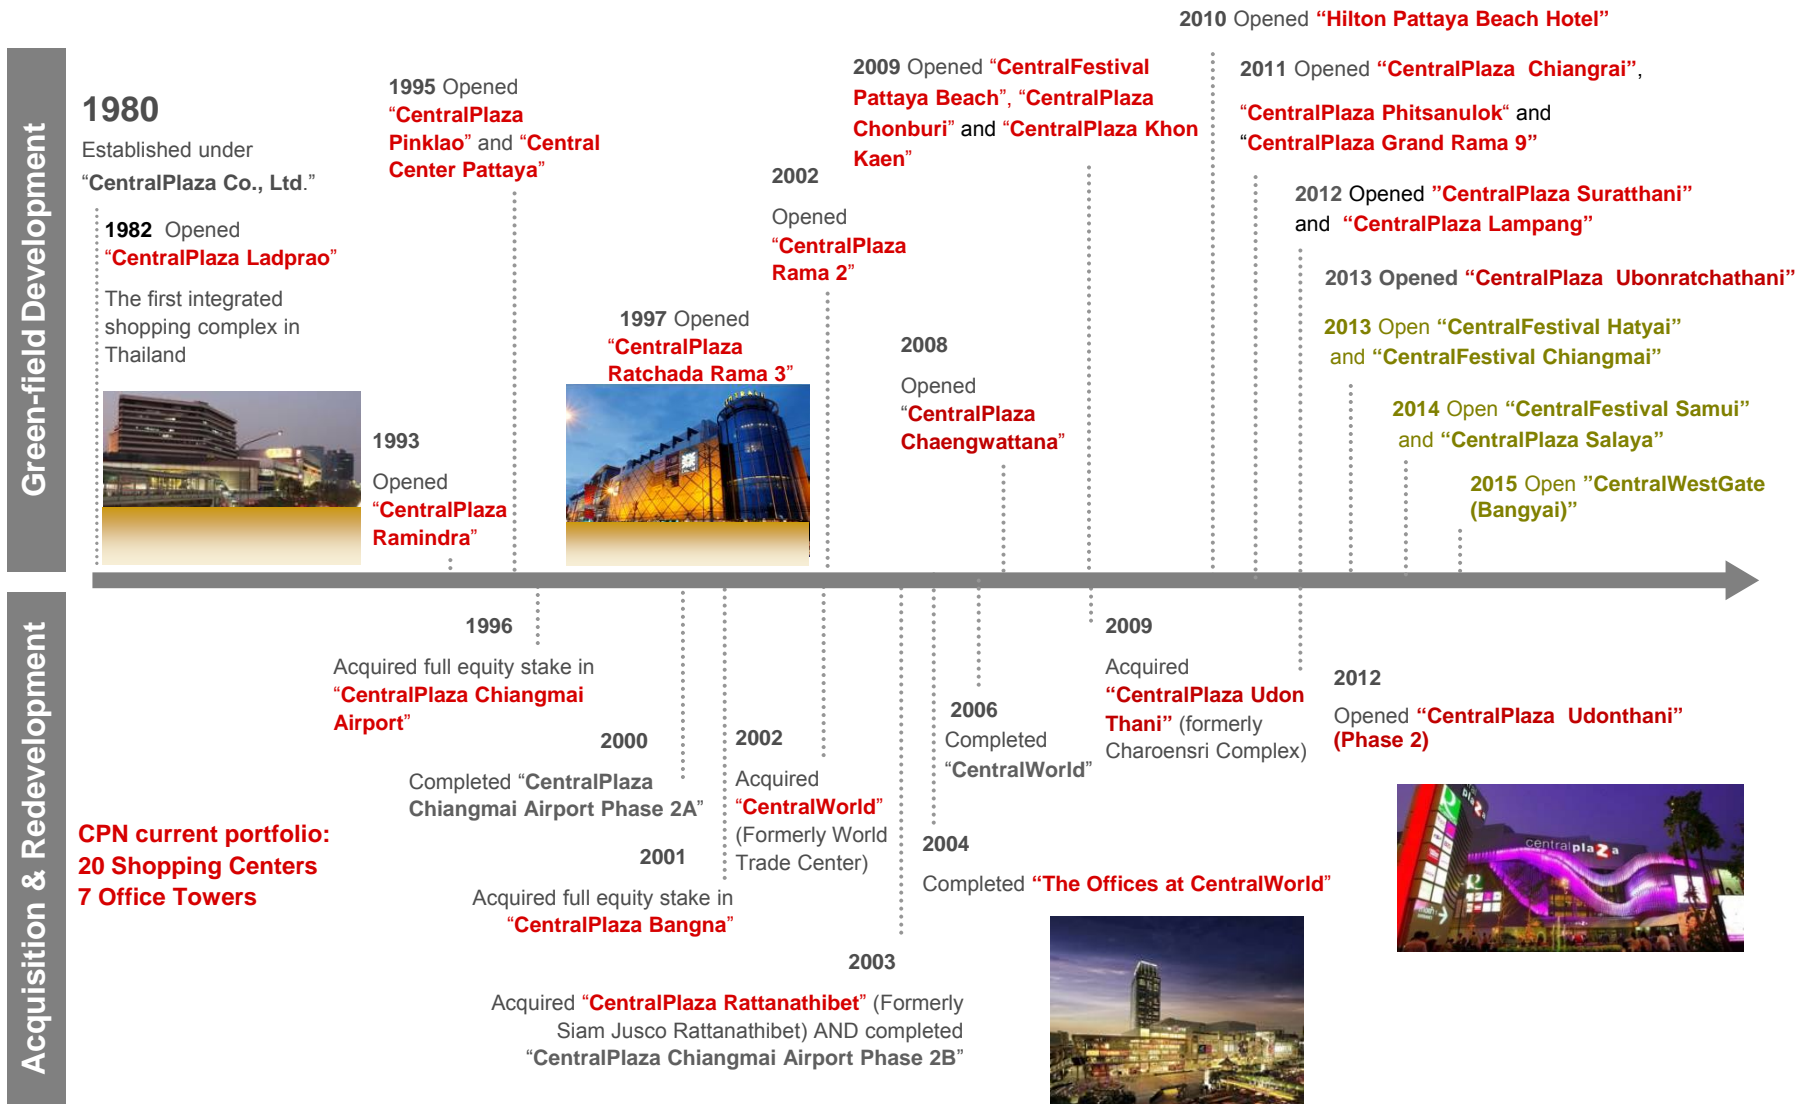 Green-field Development
1980
Established under
“CentralPlaza Co., Ltd.”
1982 Opened
“CentralPlaza Ladprao”
The first integrated
shopping complex in
Thailand
1993
Opened
“CentralPlaza
Ramindra”
1995 Opened
“CentralPlaza
Pinklao” and “Central
Center Pattaya”
1997 Opened
“CentralPlaza
Ratchada Rama 3”
2002
Opened
“CentralPlaza
Rama 2”
2008
Opened
“CentralPlaza
Chaengwattana”
2009 Opened “CentralFestival
Pattaya Beach”, “CentralPlaza
Chonburi” and “CentralPlaza Khon
Kaen”
2010 Opened “Hilton Pattaya Beach Hotel”
2011 Opened “CentralPlaza Chiangrai”,
“CentralPlaza Phitsanulok“ and
“CentralPlaza Grand Rama 9”
2012 Opened ”CentralPlaza Suratthani”
and “CentralPlaza Lampang”
2013 Opened “CentralPlaza Ubonratchathani”
2013 Open “CentralFestival Hatyai”
and “CentralFestival Chiangmai”
2014 Open “CentralFestival Samui”
and “CentralPlaza Salaya”
2015 Open ”CentralWestGate
(Bangyai)”
Acquisition & Redevelopment
1996
Acquired full equity stake in
“CentralPlaza Chiangmai
Airport”
2000
Completed “CentralPlaza
Chiangmai Airport Phase 2A”
2001
Acquired full equity stake in
“CentralPlaza Bangna”
2002
Acquired
“CentralWorld”
(Formerly World
Trade Center)
2003
Acquired “CentralPlaza Rattanathibet” (Formerly
Siam Jusco Rattanathibet) AND completed
“CentralPlaza Chiangmai Airport Phase 2B”
2004
Completed “The Offices at CentralWorld”
2006
Completed
“CentralWorld”
2009
Acquired
“CentralPlaza Udon
Thani” (formerly
Charoensri Complex)
2012
Opened “CentralPlaza Udonthani”
(Phase 2)
CPN current portfolio:
20 Shopping Centers
7 Office Towers
centralplaza
plaza